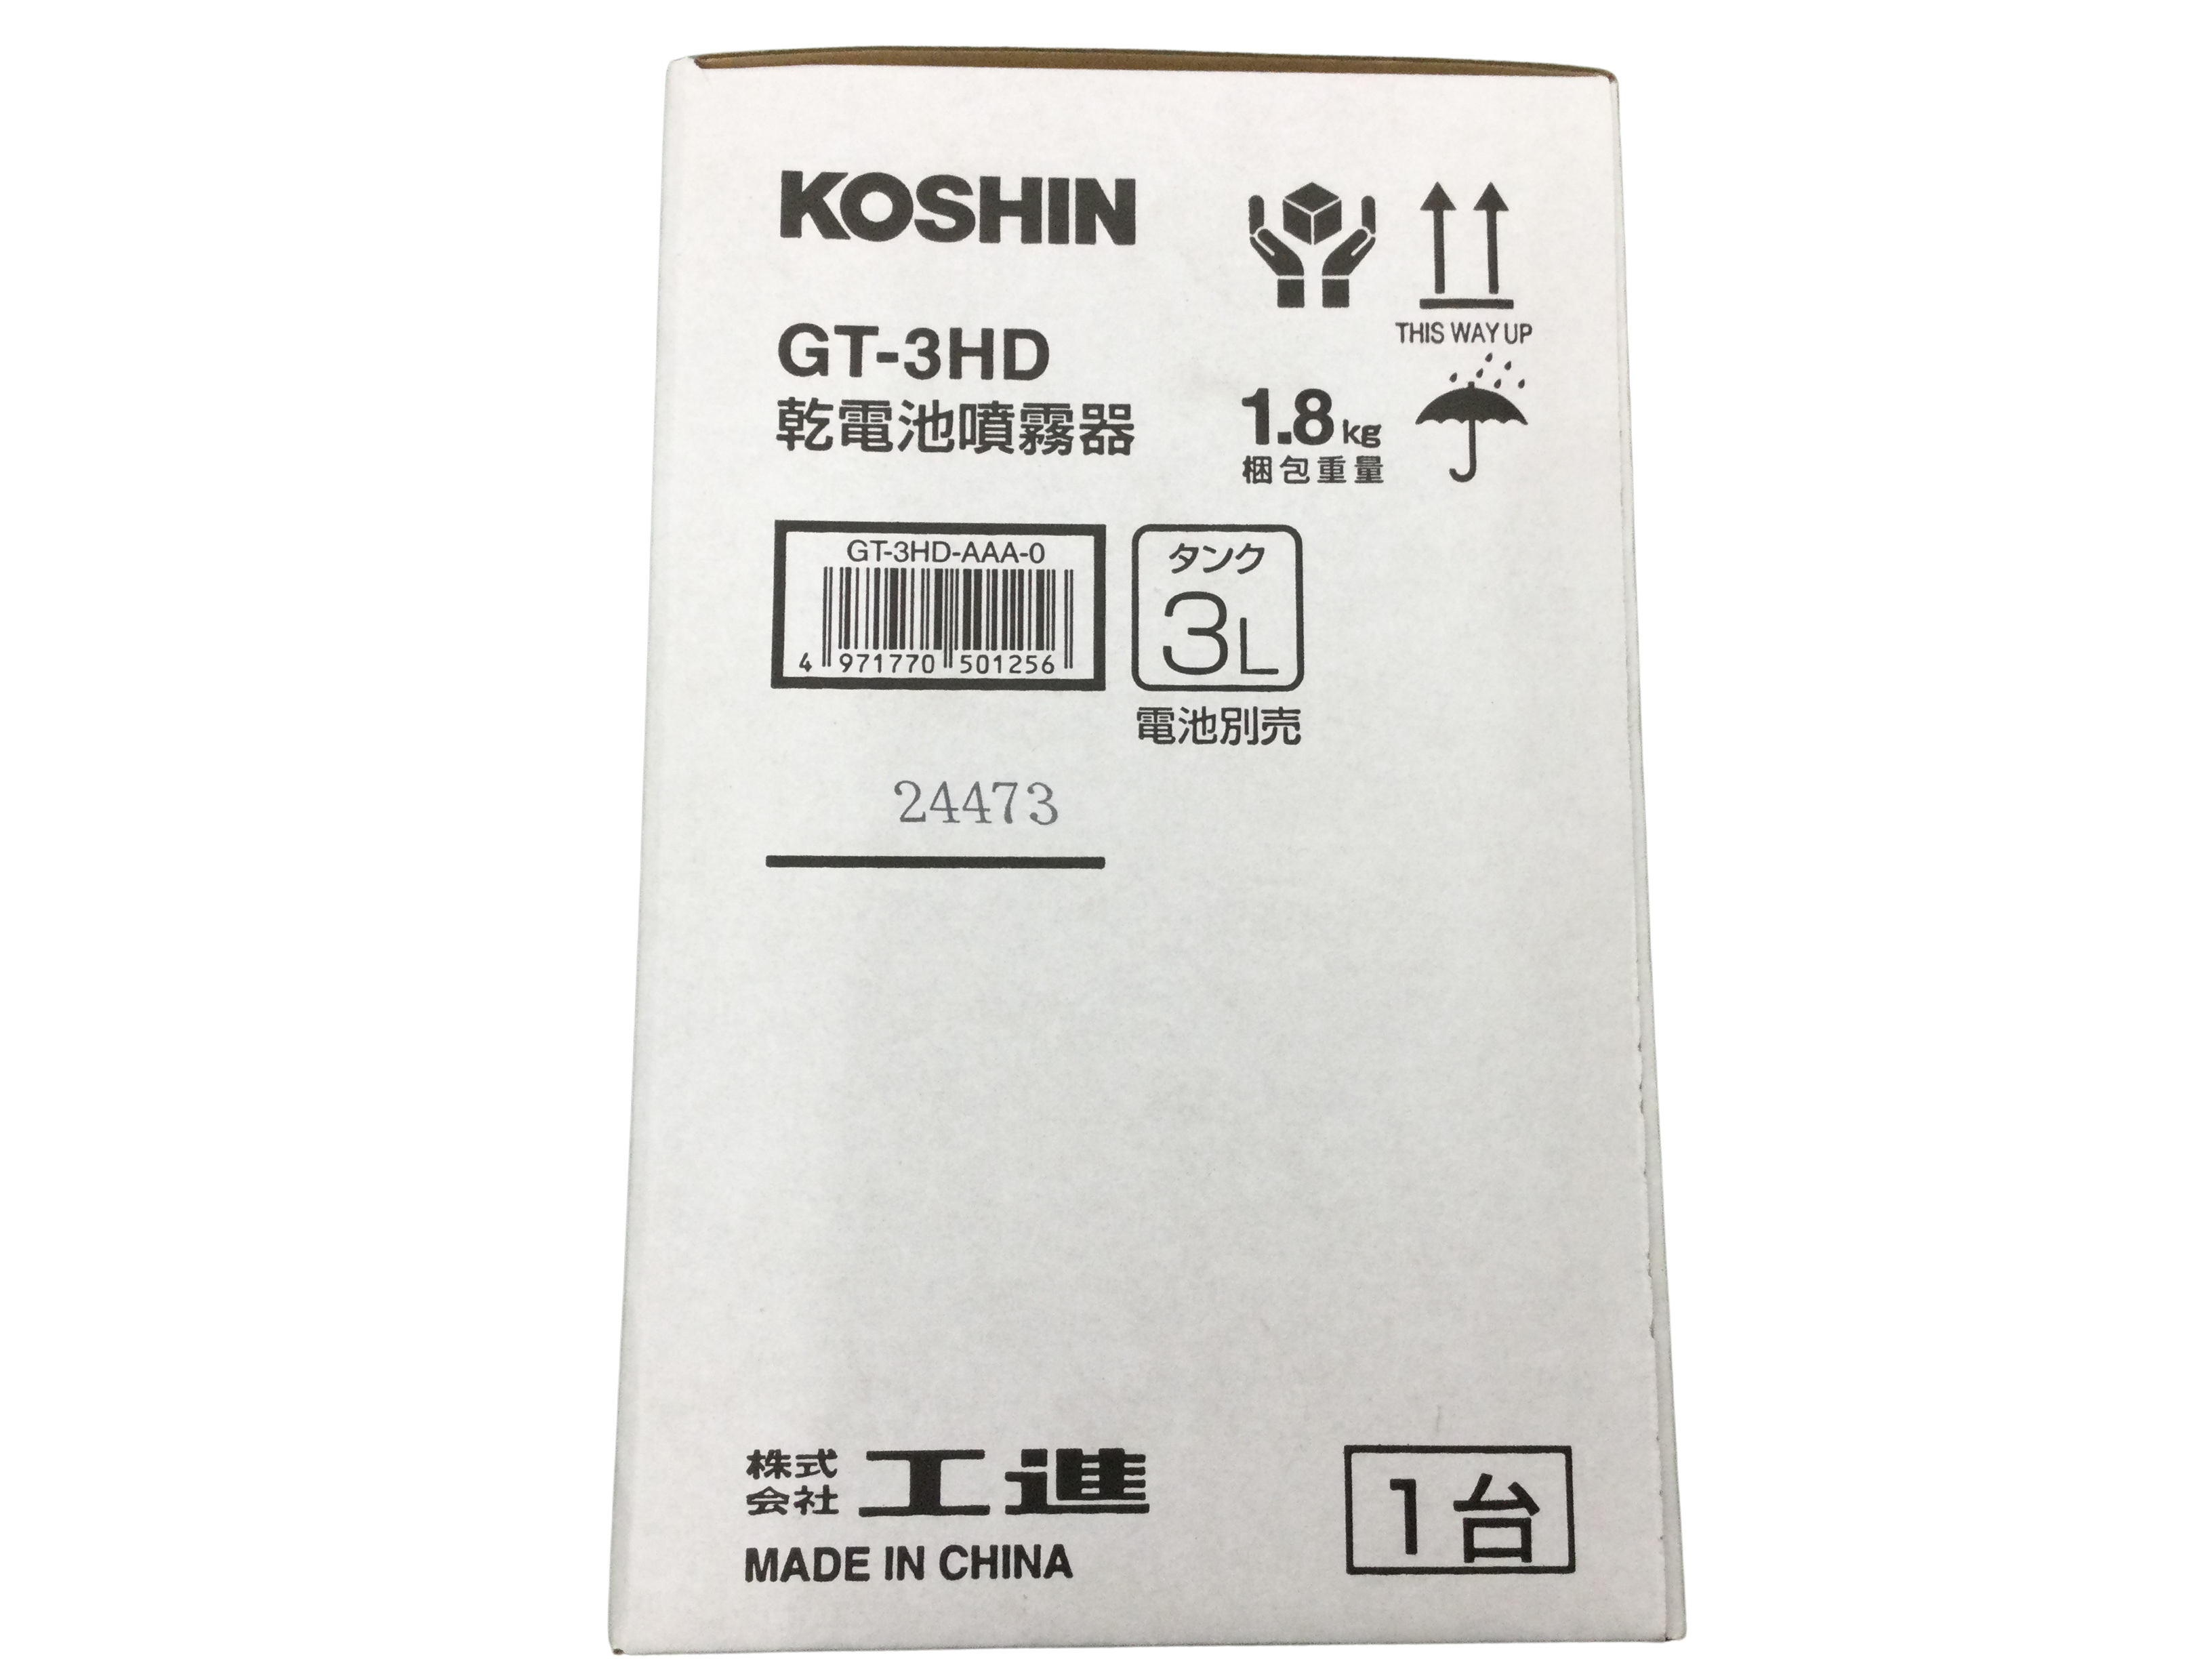 KOSHIN
THIS WAY UP
GT-3HD
乾電池噴霧器
1.8kg
梱包重量
GT-3HD-AAA-0
4 971770 501256
タンク
3L
電池別売
24473
株式会社 工進
MADE IN CHINA
1台